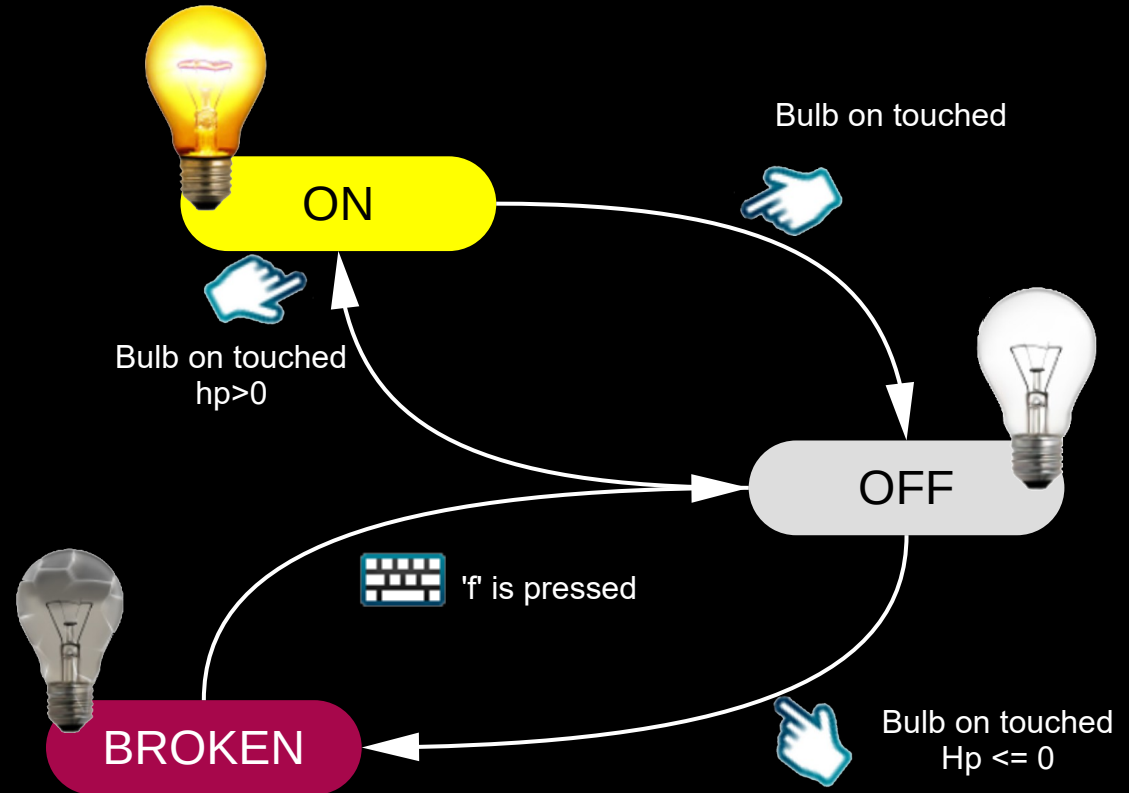 Bulb on touched
ON
Bulb on touched
hp>0
OFF
'f' is pressed
BROKEN
Bulb on touched
Hp <= 0